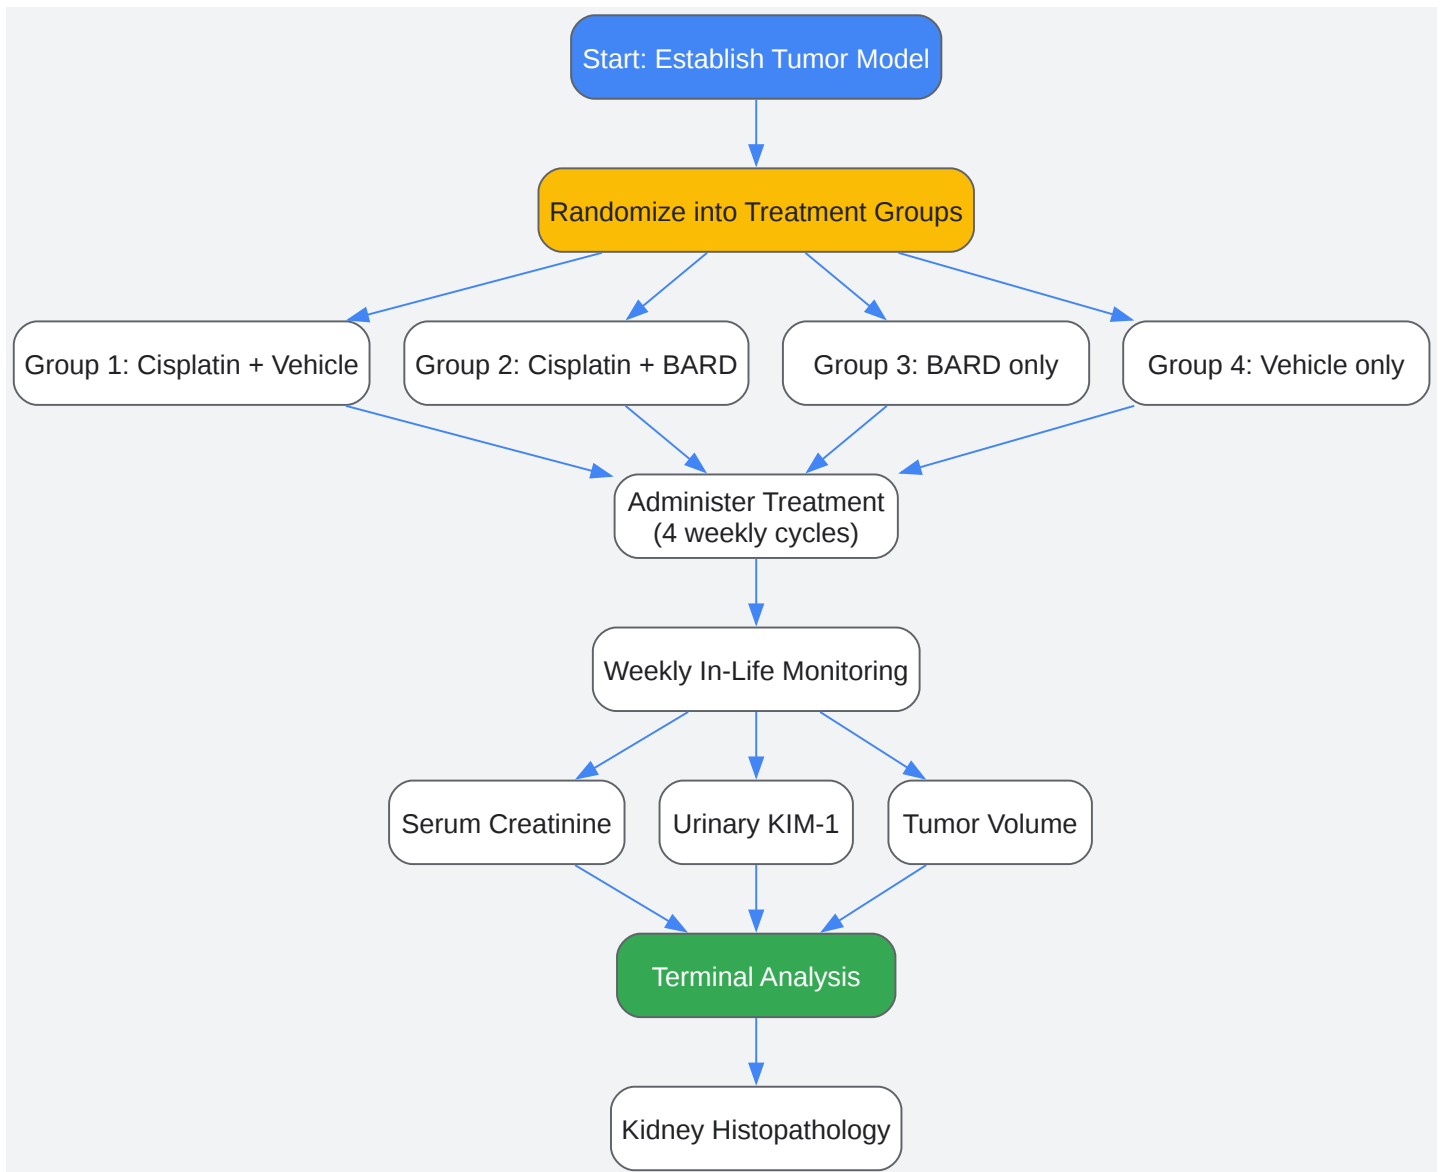 Start: Establish Tumor Model
Randomize into Treatment Groups
Group 1: Cisplatin + Vehicle
Group 2: Cisplatin + BARD
Group 3: BARD only
Group 4: Vehicle only
Administer Treatment
(4 weekly cycles)
Weekly In-Life Monitoring
Serum Creatinine
Urinary KIM-1
Tumor Volume
Terminal Analysis
Kidney Histopathology